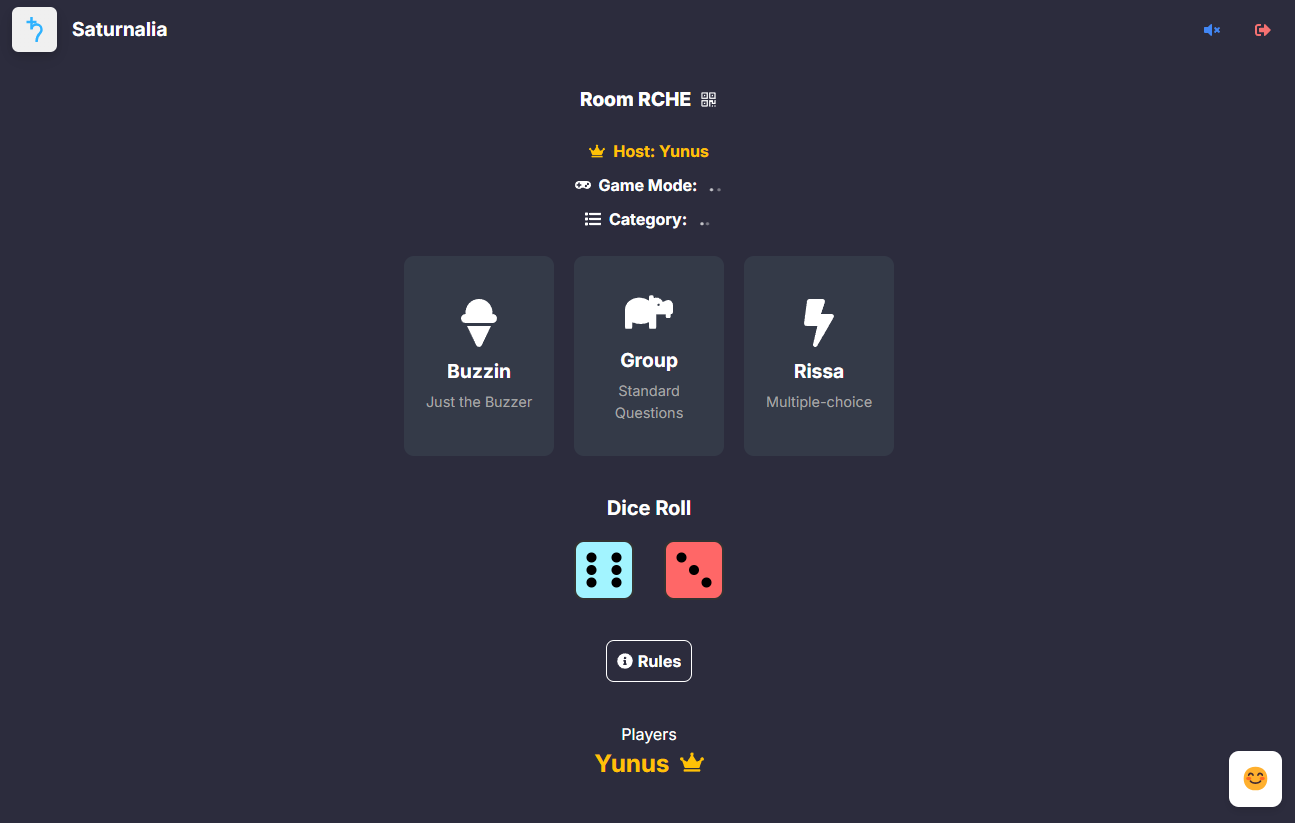 Saturnalia
Room RCHE
Host: Yunus
Game Mode: ..
Category: ..
Buzzin
Just the Buzzer
Group
Standard
Questions
Rissa
Multiple-choice
Dice Roll
Rules
Players
Yunus